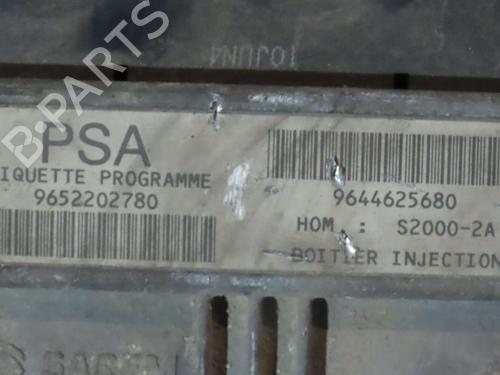 10JUN4
PSA
IQUETTE PROGRAMME
9652202780
9644625680
HOM. : S2000-2A
BOITIER INJECTION
B-PARTS